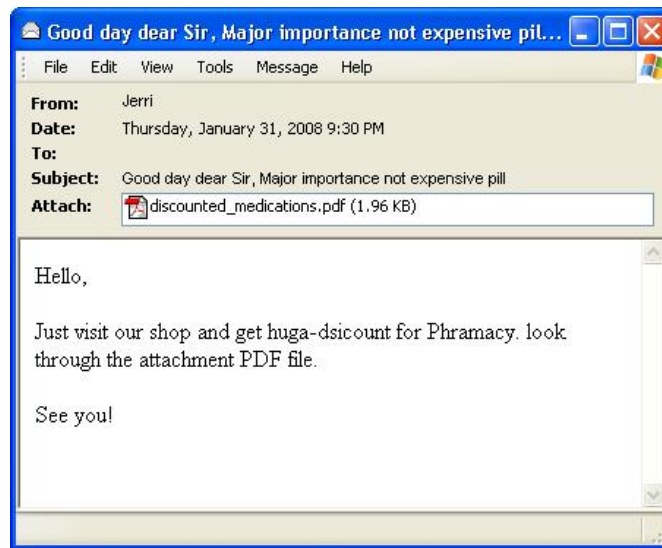 Good day dear Sir, Major importance not expensive pil...
File Edit View Tools Message Help
From: Jerri
Date: Thursday, January 31, 2008 9:30 PM
To:
Subject: Good day dear Sir, Major importance not expensive pill
Attach: discounted_medications.pdf (1.96 KB)
Hello,
Just visit our shop and get huga-dsicount for Phramacy. look
through the attachment PDF file.
See you!